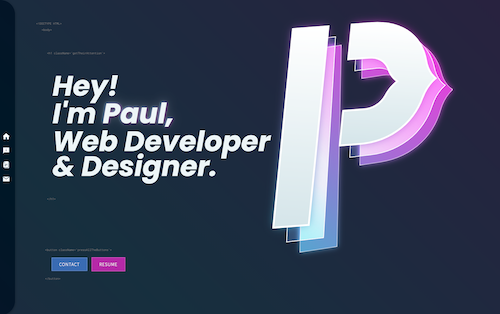 Hey!
I'm Paul,
Web Developer
& Designer.
CONTACT
RESUME
P